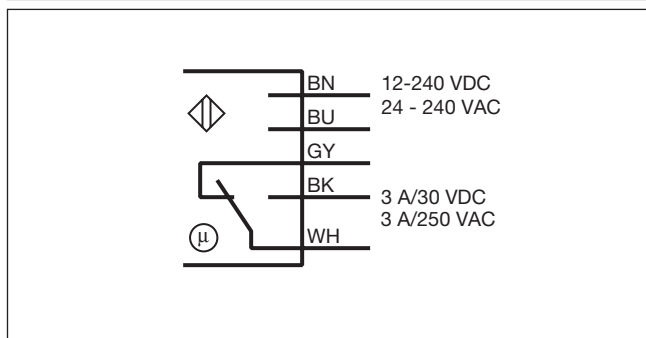 BN
12-240 VDC
24 - 240 VAC
BU
GY
BK
3 A/30 VDC
3 A/250 VAC
WH
μ